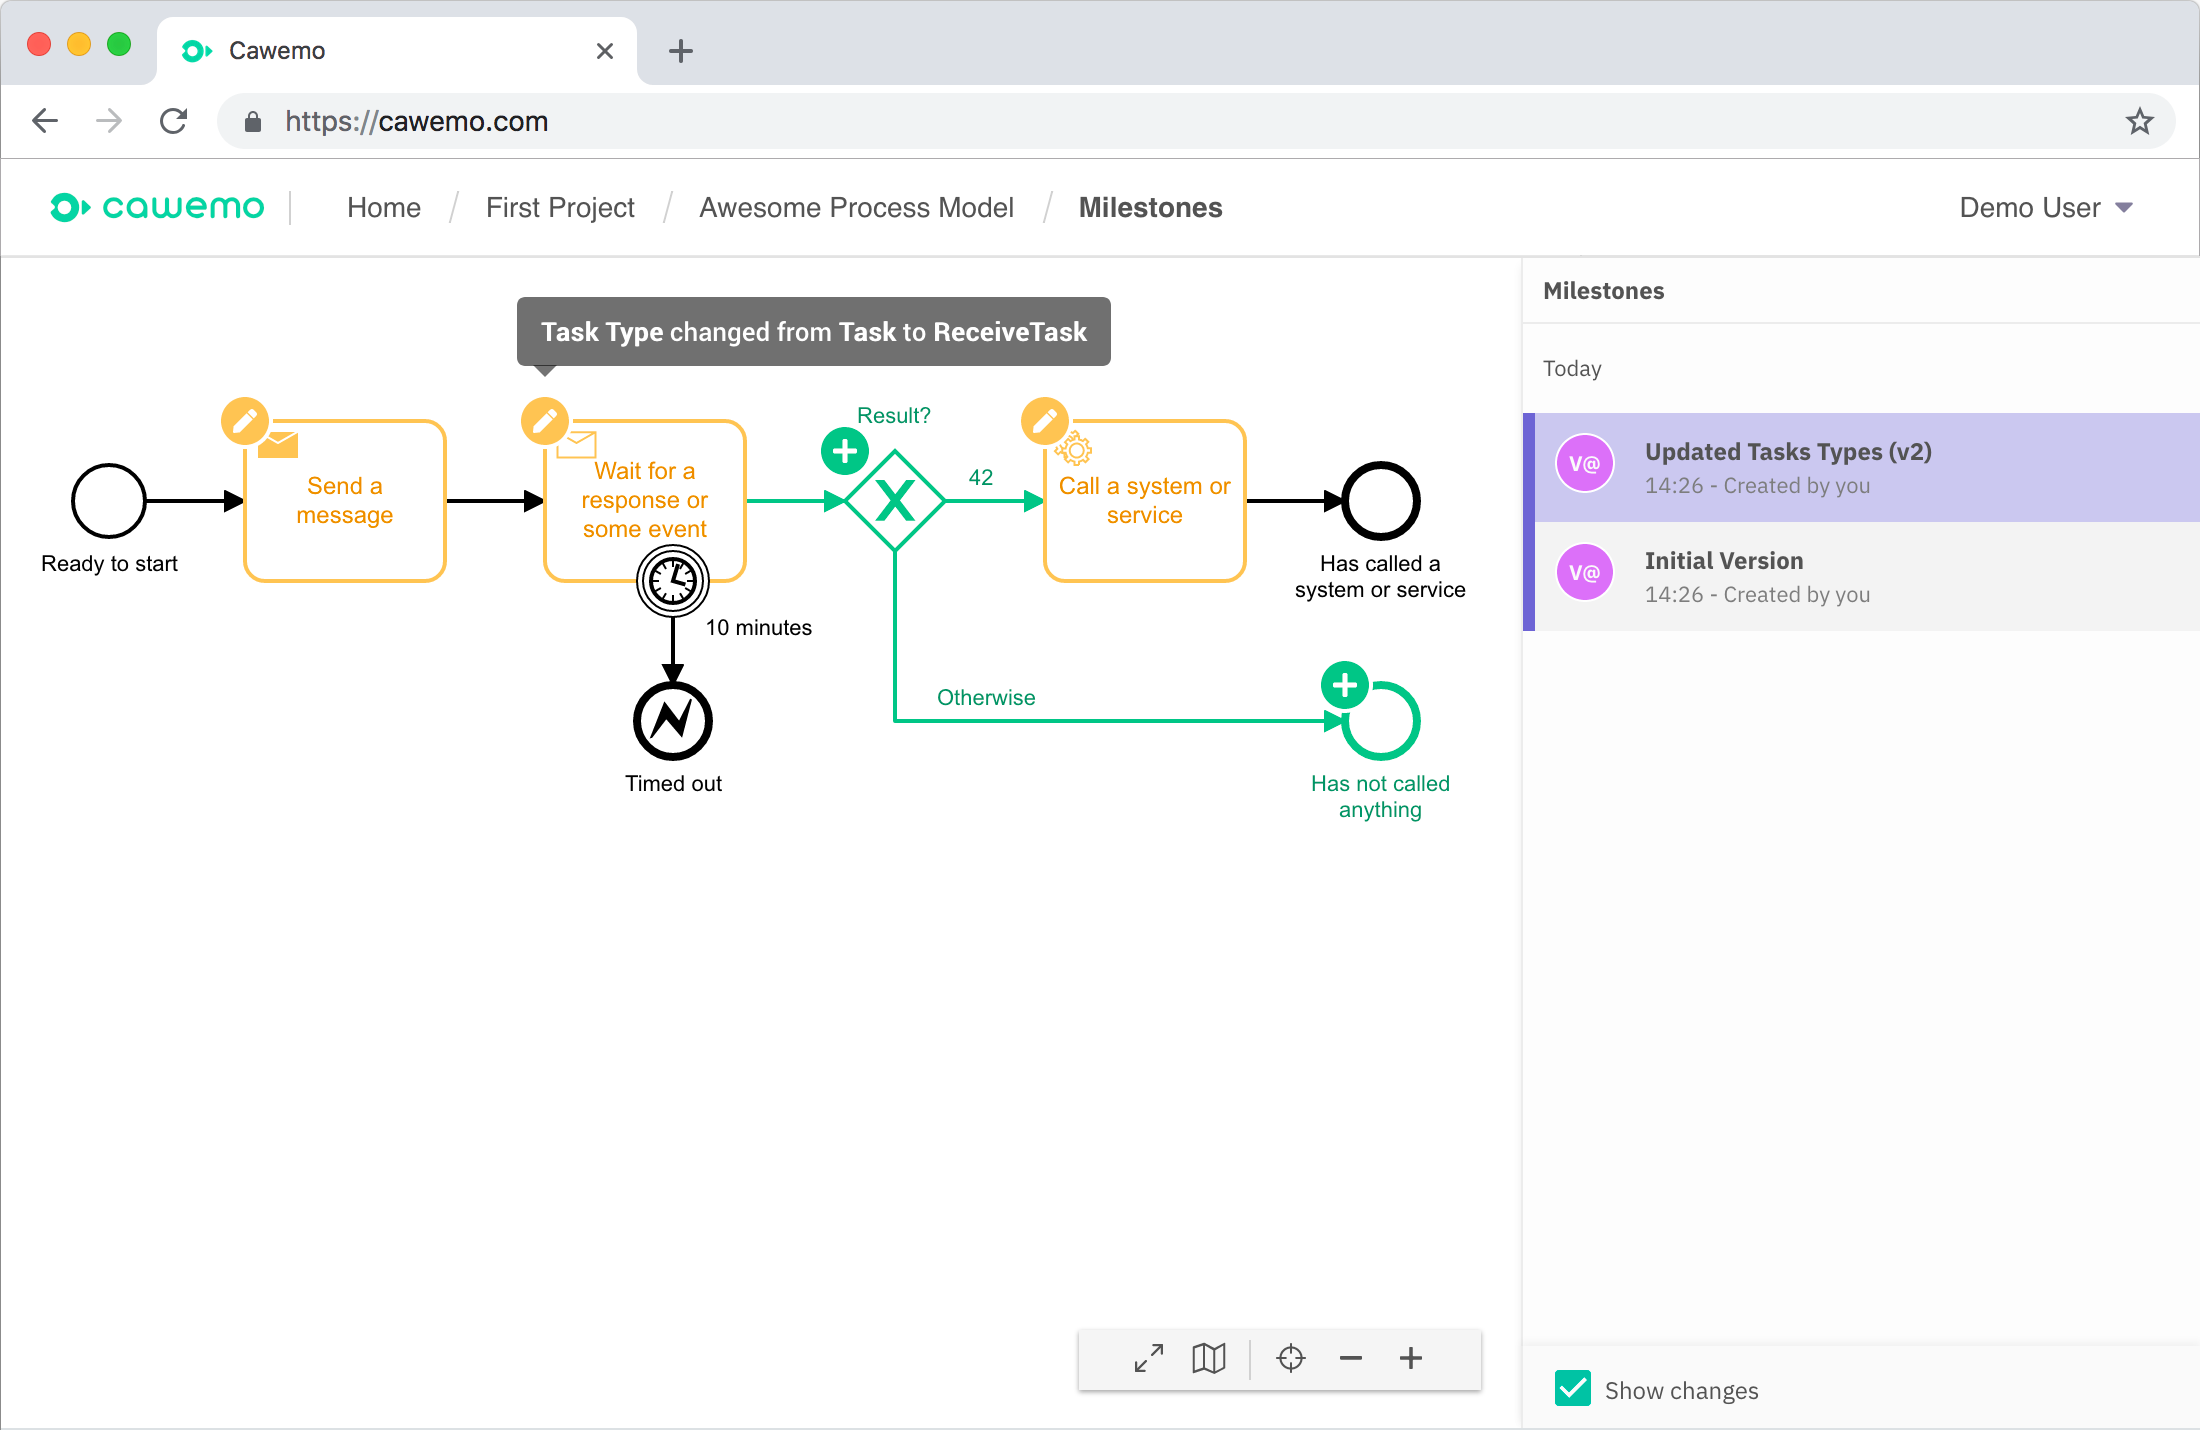 Cawemo
https://cawemo.com
cawemo
Home / First Project / Awesome Process Model / Milestones
Demo User
Task Type changed from Task to ReceiveTask
Ready to start
Send a
message
Wait for a
response or
some event
10 minutes
Timed out
Result?
42
Otherwise
Call a system or
service
Has called a
system or service
Has not called
anything
Milestones
Today
V@
Updated Tasks Types (v2)
14:26 - Created by you
V@
Initial Version
14:26 - Created by you
Show changes